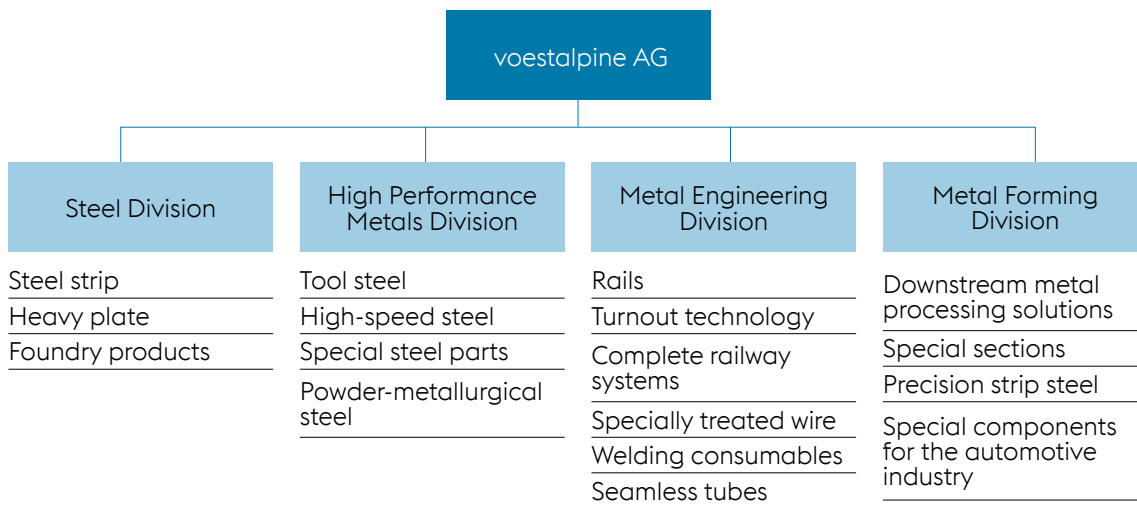 voestalpine AG
Steel Division
Steel strip
Heavy plate
Foundry products
High Performance
Metals Division
Tool steel
High-speed steel
Special steel parts
Powder-metallurgical
steel
Metal Engineering
Division
Rails
Turnout technology
Complete railway
systems
Specially treated wire
Welding consumables
Seamless tubes
Metal Forming
Division
Downstream metal
processing solutions
Special sections
Precision strip steel
Special components
for the automotive
industry